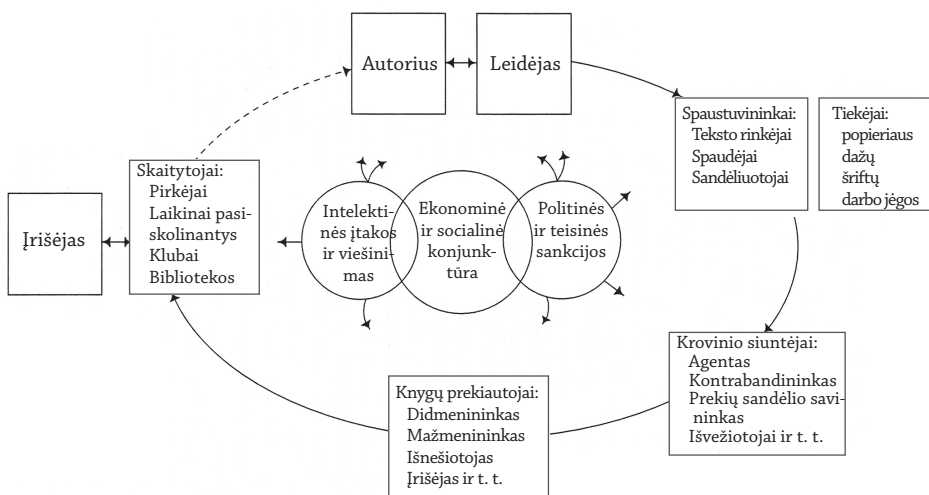 Autorius
Leidėjas
Spaustuvininkai:
Teksto rinkėjai
Spaudėjai
Sandėliuotojai
Tiekėjai:
popieriaus
dažų
šriftų
darbo jėgos
Skaitytojai:
Pirkėjai
Laikinai pasi-
skolinantys
Klubai
Bibliotekos
Įrišėjas
Intelekti-
nės įtakos
ir viešini-
mas
Ekonominė
ir socialinė
konjunk-
tūra
Politinės
ir teisinės
sankcijos
Krovinio siuntėjai:
Agentas
Kontrabandininkas
Prekių sandėlio savi-
ninkas
Išvežiotojai ir t. t.
Knygų prekiautojai:
Didmenininkas
Mažmenininkas
Išnešiotojas
Įrišėjas ir t. t.